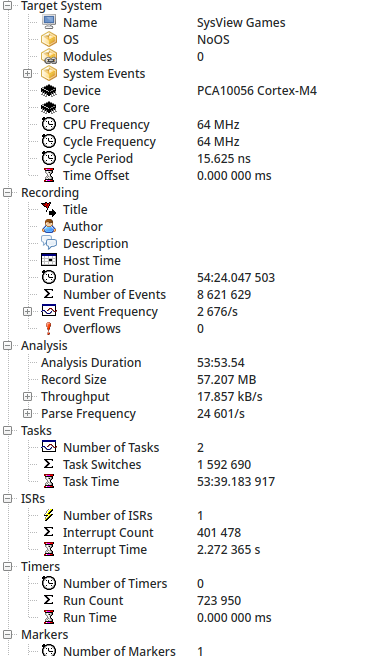 Target System
Name SysView Games
OS NoOS
Modules 0
System Events
Device PCA10056 Cortex-M4
Core
CPU Frequency 64 MHz
Cycle Frequency 64 MHz
Cycle Period 15.625 ns
Time Offset 0.000 000 ms
Recording
Title
Author
Description
Host Time
Duration 54:24.047 503
Number of Events 8 621 629
Event Frequency 2 676/s
Overflows 0
Analysis
Analysis Duration 53:53.54
Record Size 57.207 MB
Throughput 17.857 kB/s
Parse Frequency 24 601/s
Tasks
Number of Tasks 2
Task Switches 1 592 690
Task Time 53:39.183 917
ISRs
Number of ISRs 1
Interrupt Count 401 478
Interrupt Time 2.272 365 s
Timers
Number of Timers 0
Run Count 723 950
Run Time 0.000 000 ms
Markers
Number of Markers 1